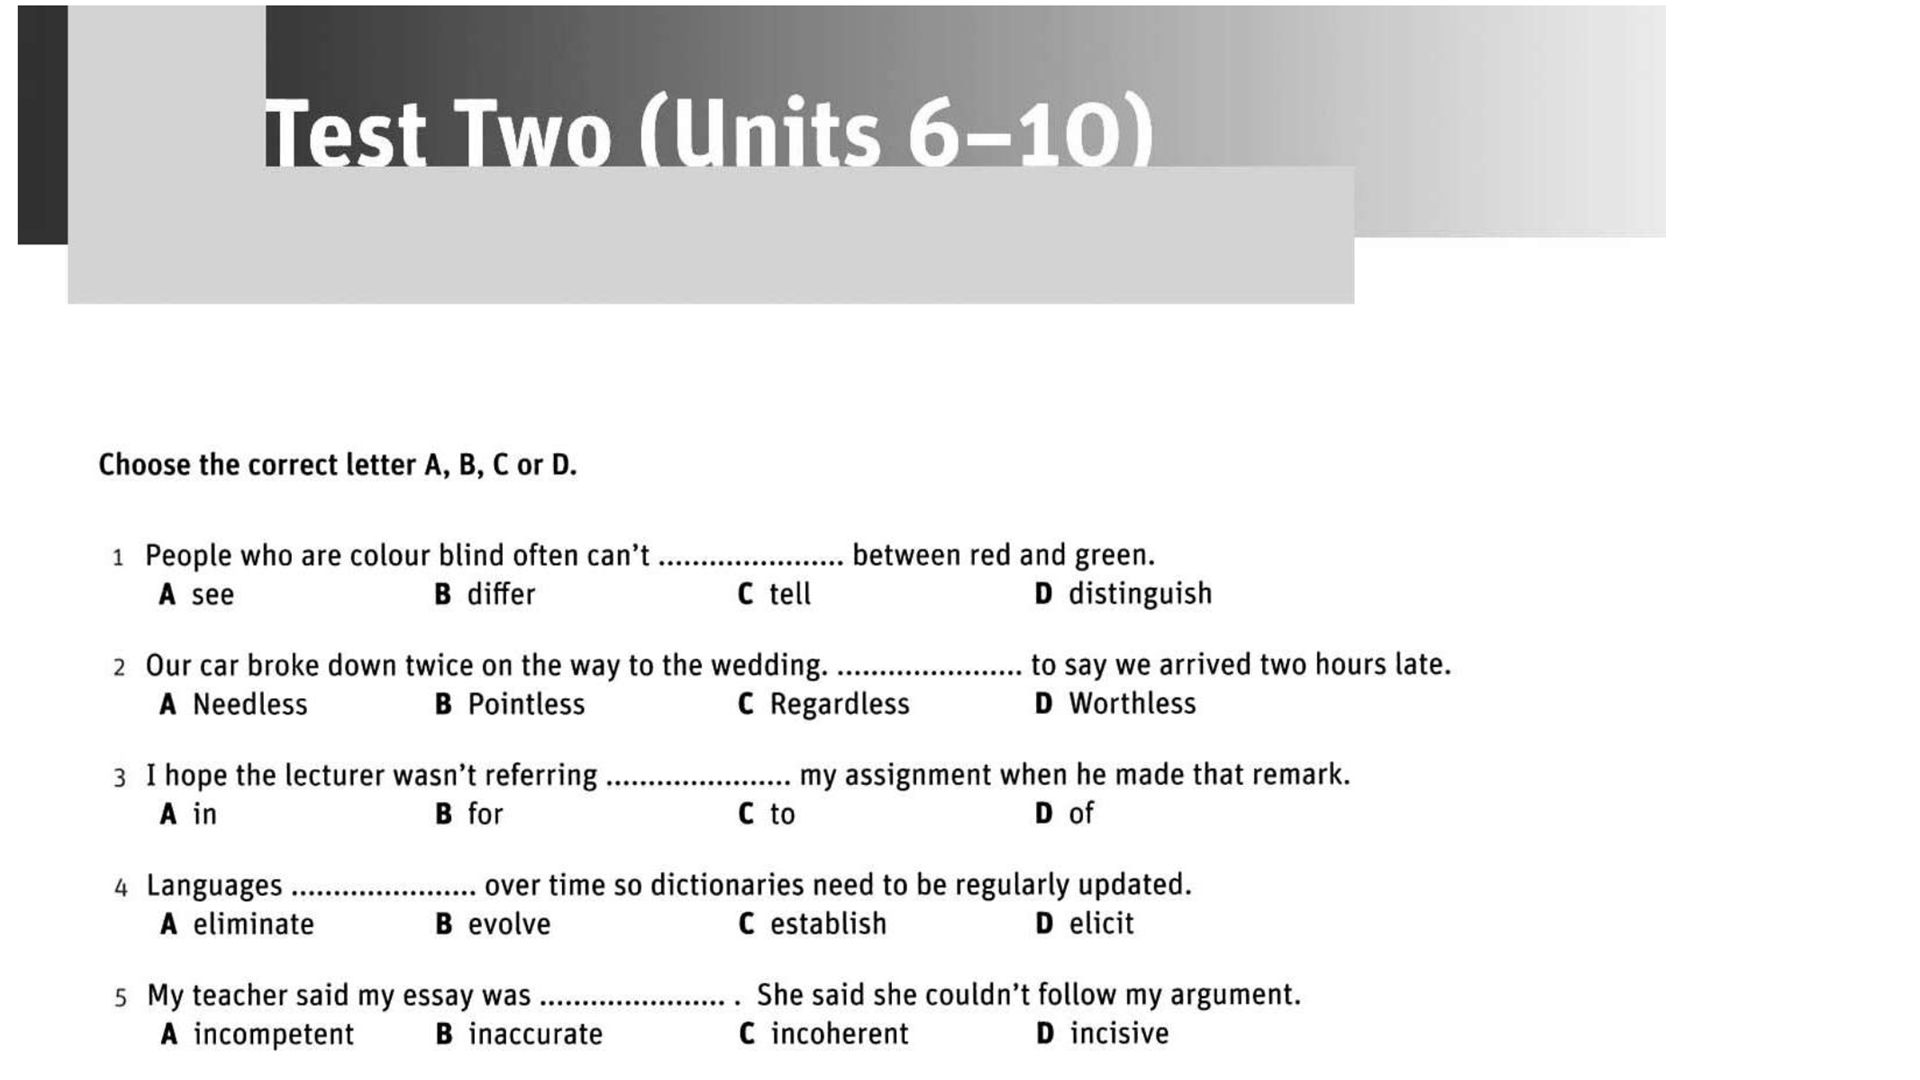 Test Two (Units 6–10)
Choose the correct letter A, B, C or D.
1 People who are colour blind often can't ...................... between red and green.
A see B differ C tell D distinguish
2 Our car broke down twice on the way to the wedding. ...................... to say we arrived two hours late.
A Needless B Pointless C Regardless D Worthless
3 I hope the lecturer wasn't referring ...................... my assignment when he made that remark.
A in B for C to D of
4 Languages ...................... over time so dictionaries need to be regularly updated.
A eliminate B evolve C establish D elicit
5 My teacher said my essay was ...................... . She said she couldn't follow my argument.
A incompetent B inaccurate C incoherent D incisive